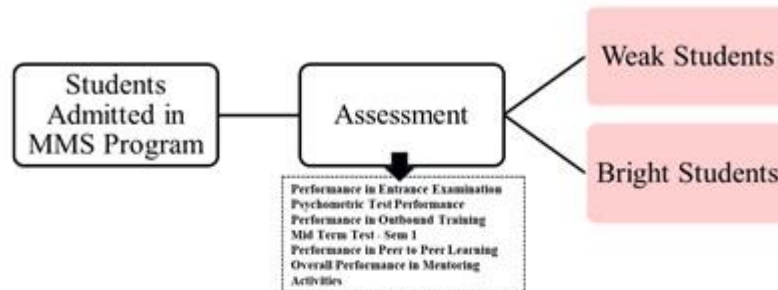 Students
Admitted in
MMS Program
Assessment
Weak Students
Bright Students
Performance in Entrance Examination
Psychometric Test Performance
Performance in Outbound Training
Mid Term Test - Sem 1
Performance in Peer to Peer Learning
Overall Performance in Mentoring
Activities